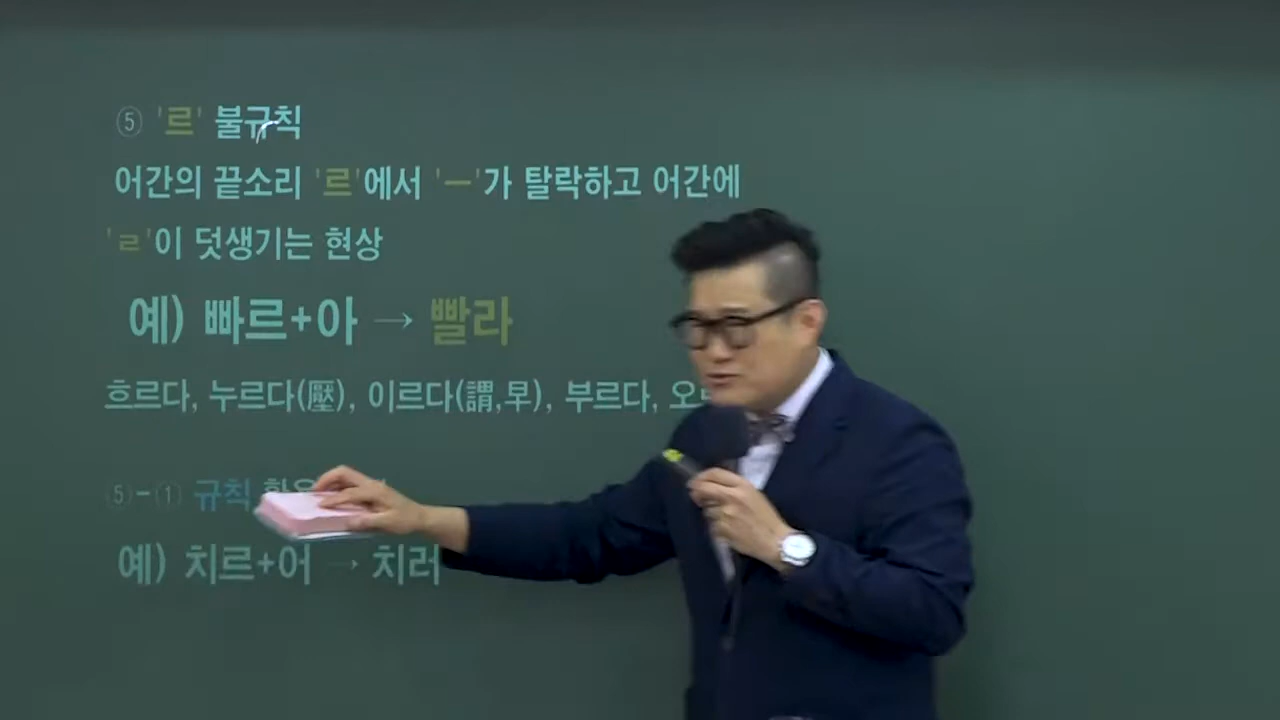 ⑤ '르' 불규칙
어간의 끝소리 '르'에서 'ㅡ'가 탈락하고 어간에
'ㄹ'이 덧생기는 현상
예) 빠르+아 → 빨라
흐르다, 누르다(壓), 이르다(謂,早), 부르다,
⑤-⑴ 규칙
예) 치르+어 → 치러